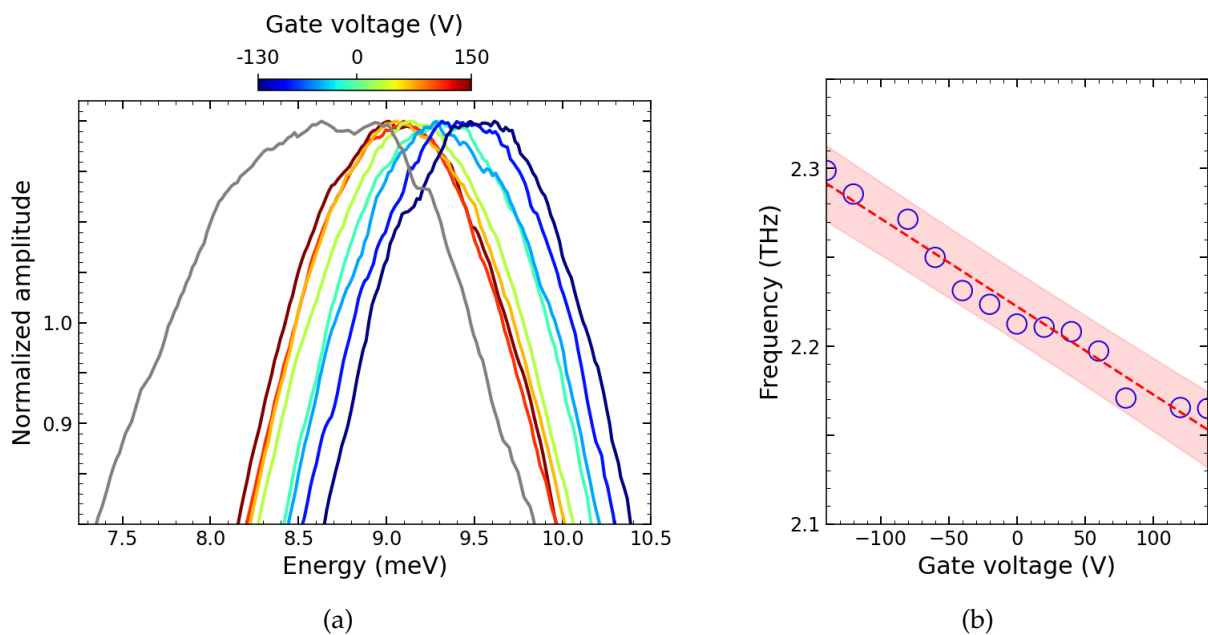 Gate voltage (V)
-130 0 150
Normalized amplitude
1.0
0.9
7.5 8.0 8.5 9.0 9.5 10.0 10.5
Energy (meV)
(a)
Frequency (THz)
2.3
2.2
2.1
−100 −50 0 50 100
Gate voltage (V)
(b)